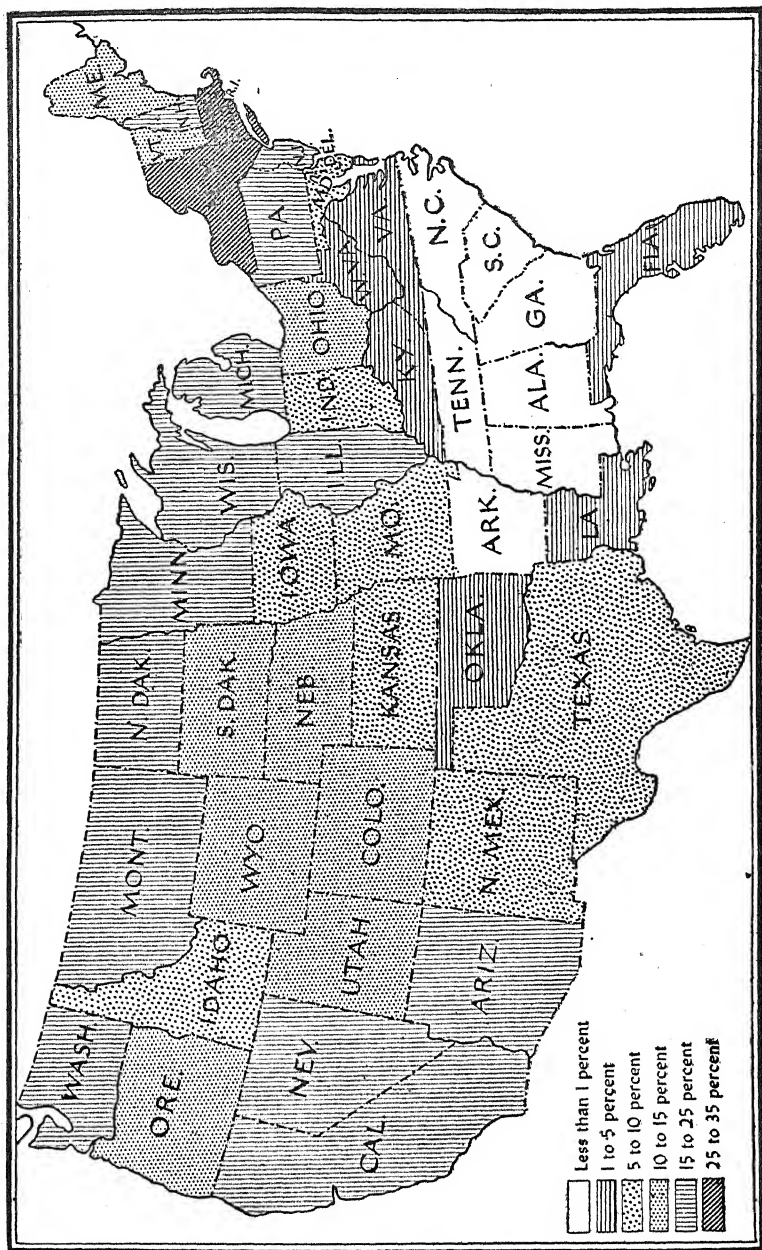 WASH
MONT.
N. DAK.
MINN
ME.
VT.
N.H.
R.I.
ORE.
IDAHO
WYO
S. DAK.
WIS.
MICH.
NEV
UTAH
COLO
NEB.
IOWA
ILL.
IND.
OHIO
PA.
N.J.
MD.
DEL.
CAL
ARIZ
N. MEX.
KANSAS
MO
KY.
W.VA.
VA.
OKLA.
ARK.
TENN.
N.C.
S.C.
TEXAS
LA
MISS.
ALA.
GA.
FLA.
Less than 1 percent
1 to 5 percent
5 to 10 percent
10 to 15 percent
15 to 25 percent
25 to 35 percent